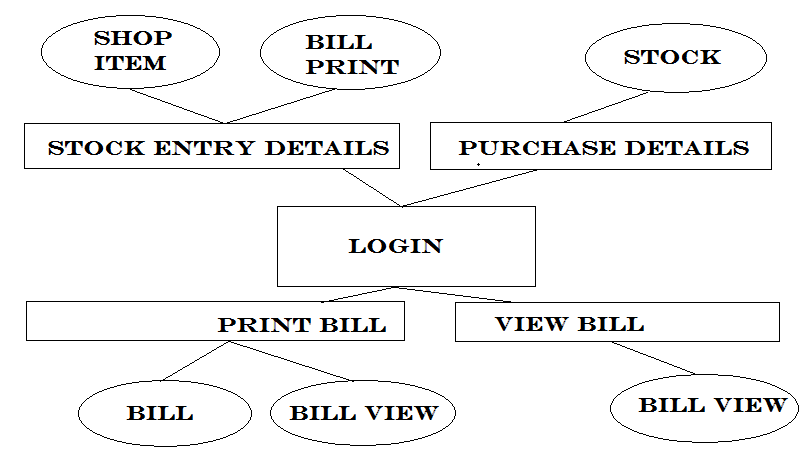 SHOP
ITEM
BILL
PRINT
STOCK
STOCK ENTRY DETAILS
PURCHASE DETAILS
LOGIN
PRINT BILL
VIEW BILL
BILL
BILL VIEW
BILL VIEW